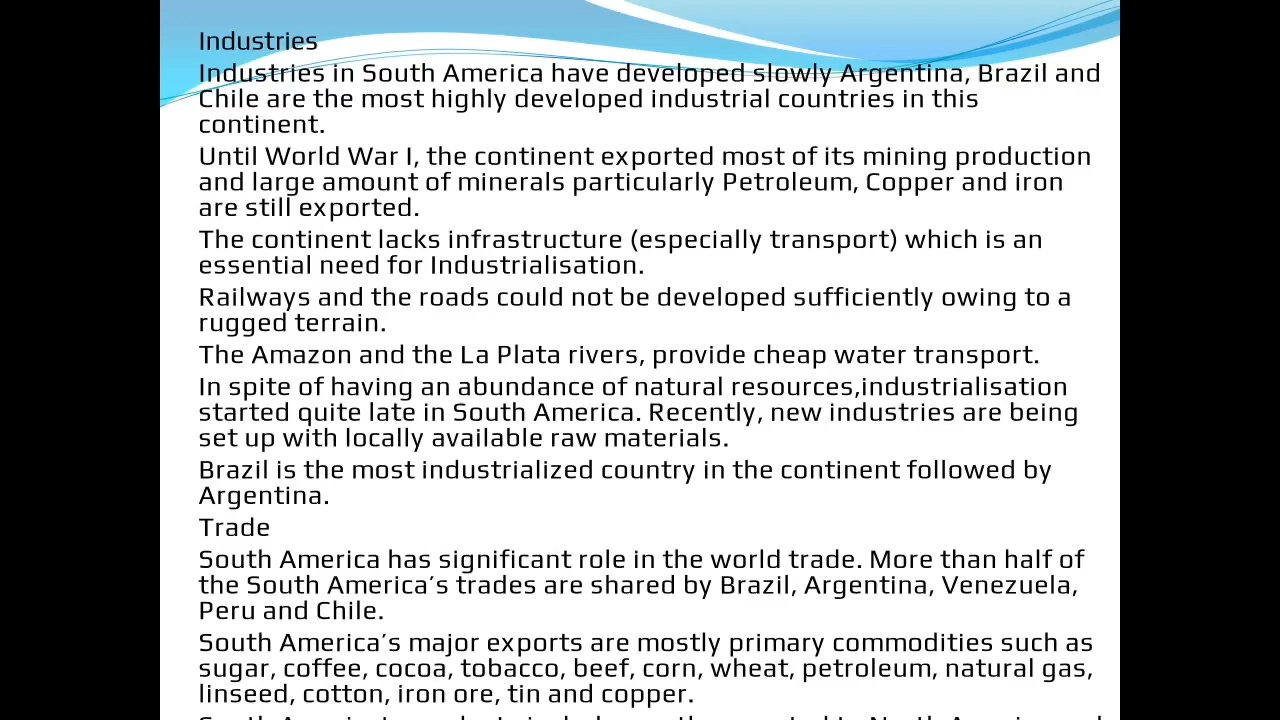 Industries
Industries in South America have developed slowly Argentina, Brazil and
Chile are the most highly developed industrial countries in this
continent.
Until World War I, the continent exported most of its mining production
and large amount of minerals particularly Petroleum, Copper and iron
are still exported.
The continent lacks infrastructure (especially transport) which is an
essential need for Industrialisation.
Railways and the roads could not be developed sufficiently owing to a
rugged terrain.
The Amazon and the La Plata rivers, provide cheap water transport.
In spite of having an abundance of natural resources,industrialisation
started quite late in South America. Recently, new industries are being
set up with locally available raw materials.
Brazil is the most industrialized country in the continent followed by
Argentina.
Trade
South America has significant role in the world trade. More than half of
the South America’s trades are shared by Brazil, Argentina, Venezuela,
Peru and Chile.
South America’s major exports are mostly primary commodities such as
sugar, coffee, cocoa, tobacco, beef, corn, wheat, petroleum, natural gas,
linseed, cotton, iron ore, tin and copper.